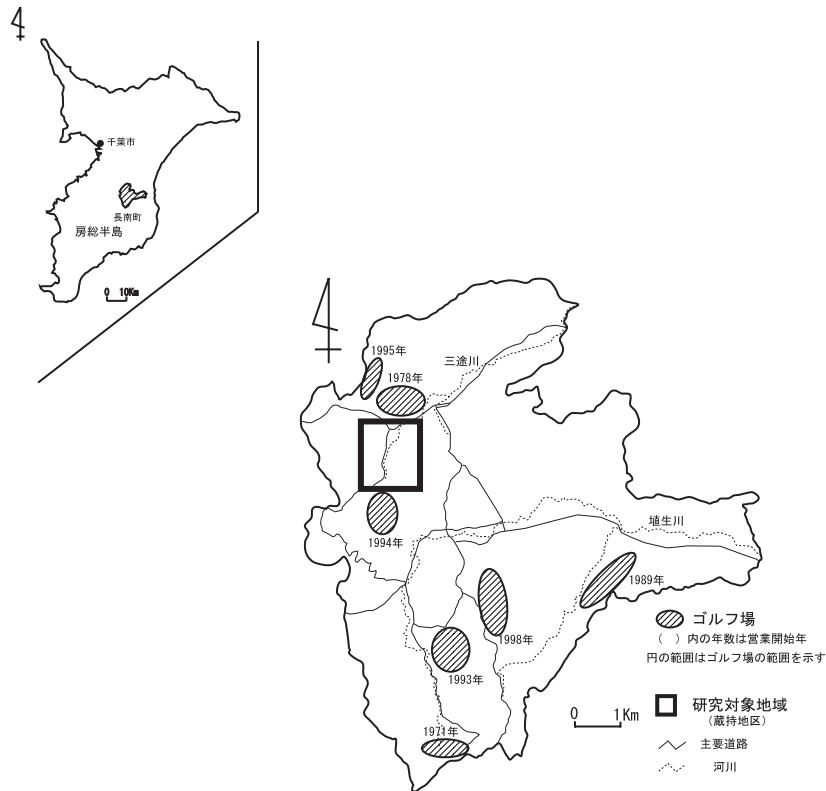 千葉市
長南町
房総半島
0 10Km
1995年
1978年
三途川
1994年
埴生川
1989年
1998年
1993年
1971年
ゴルフ場
（ ）内の年数は営業開始年
円の範囲はゴルフ場の範囲を示す
0 1Km
研究対象地域
（蔵持地区）
主要道路
河川